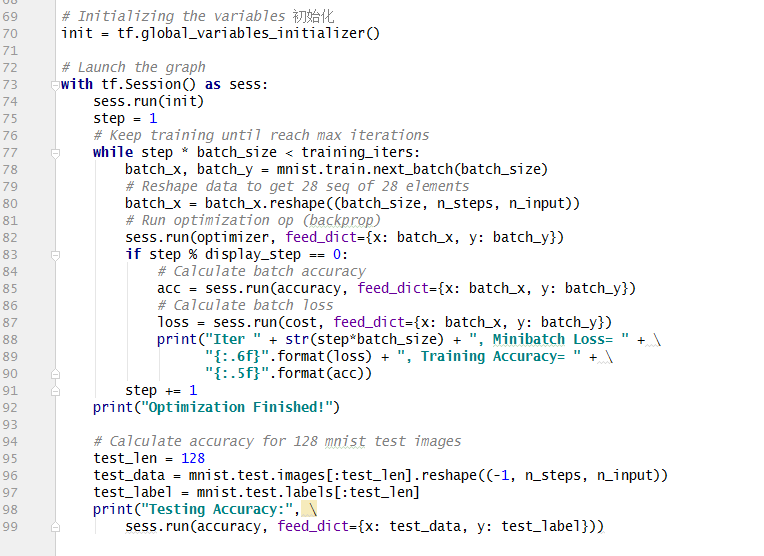 68
69 # Initializing the variables 初始化
70 init = tf.global_variables_initializer()
71
72 # Launch the graph
73 with tf.Session() as sess:
74     sess.run(init)
75     step = 1
76     # Keep training until reach max iterations
77     while step * batch_size < training_iters:
78         batch_x, batch_y = mnist.train.next_batch(batch_size)
79         # Reshape data to get 28 seq of 28 elements
80         batch_x = batch_x.reshape((batch_size, n_steps, n_input))
81         # Run optimization op (backprop)
82         sess.run(optimizer, feed_dict={x: batch_x, y: batch_y})
83         if step % display_step == 0:
84             # Calculate batch accuracy
85             acc = sess.run(accuracy, feed_dict={x: batch_x, y: batch_y})
86             # Calculate batch loss
87             loss = sess.run(cost, feed_dict={x: batch_x, y: batch_y})
88             print("Iter " + str(step*batch_size) + ", Minibatch Loss= " + \
89                   "{:.6f}".format(loss) + ", Training Accuracy= " + \
90                   "{:.5f}".format(acc))
91         step += 1
92     print("Optimization Finished!")
93
94     # Calculate accuracy for 128 mnist test images
95     test_len = 128
96     test_data = mnist.test.images[:test_len].reshape((-1, n_steps, n_input))
97     test_label = mnist.test.labels[:test_len]
98     print("Testing Accuracy:", \
99         sess.run(accuracy, feed_dict={x: test_data, y: test_label}))